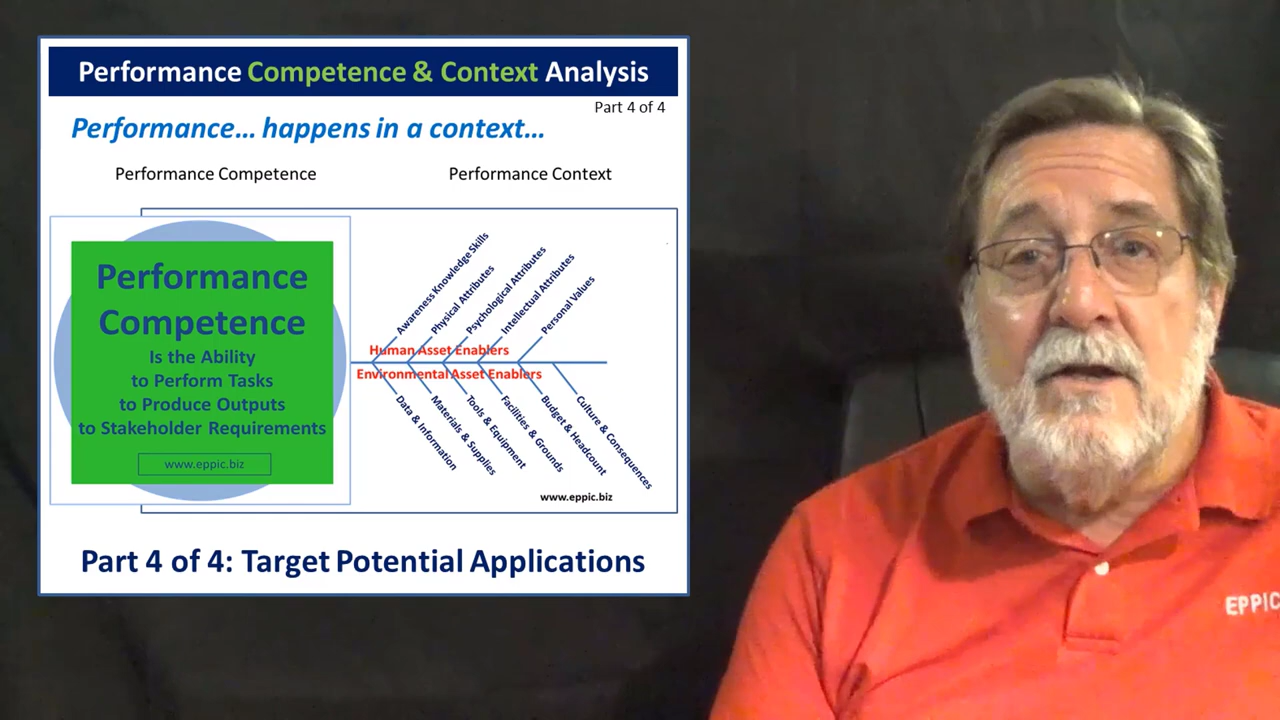 Performance Competence & Context Analysis
Part 4 of 4
Performance... happens in a context...
Performance Competence
Performance Context
Performance
Competence
Is the Ability
to Perform Tasks
to Produce Outputs
to Stakeholder Requirements
www.eppic.biz
Awareness Knowledge Skills
Physical Attributes
Psychological Attributes
Intellectual Attributes
Personal Values
Human Asset Enablers
Environmental Asset Enablers
Data & Information
Materials & Supplies
Tools & Equipment
Facilities & Grounds
Budget & Headcount
Culture & Consequences
www.eppic.biz
Part 4 of 4: Target Potential Applications
EPPIC